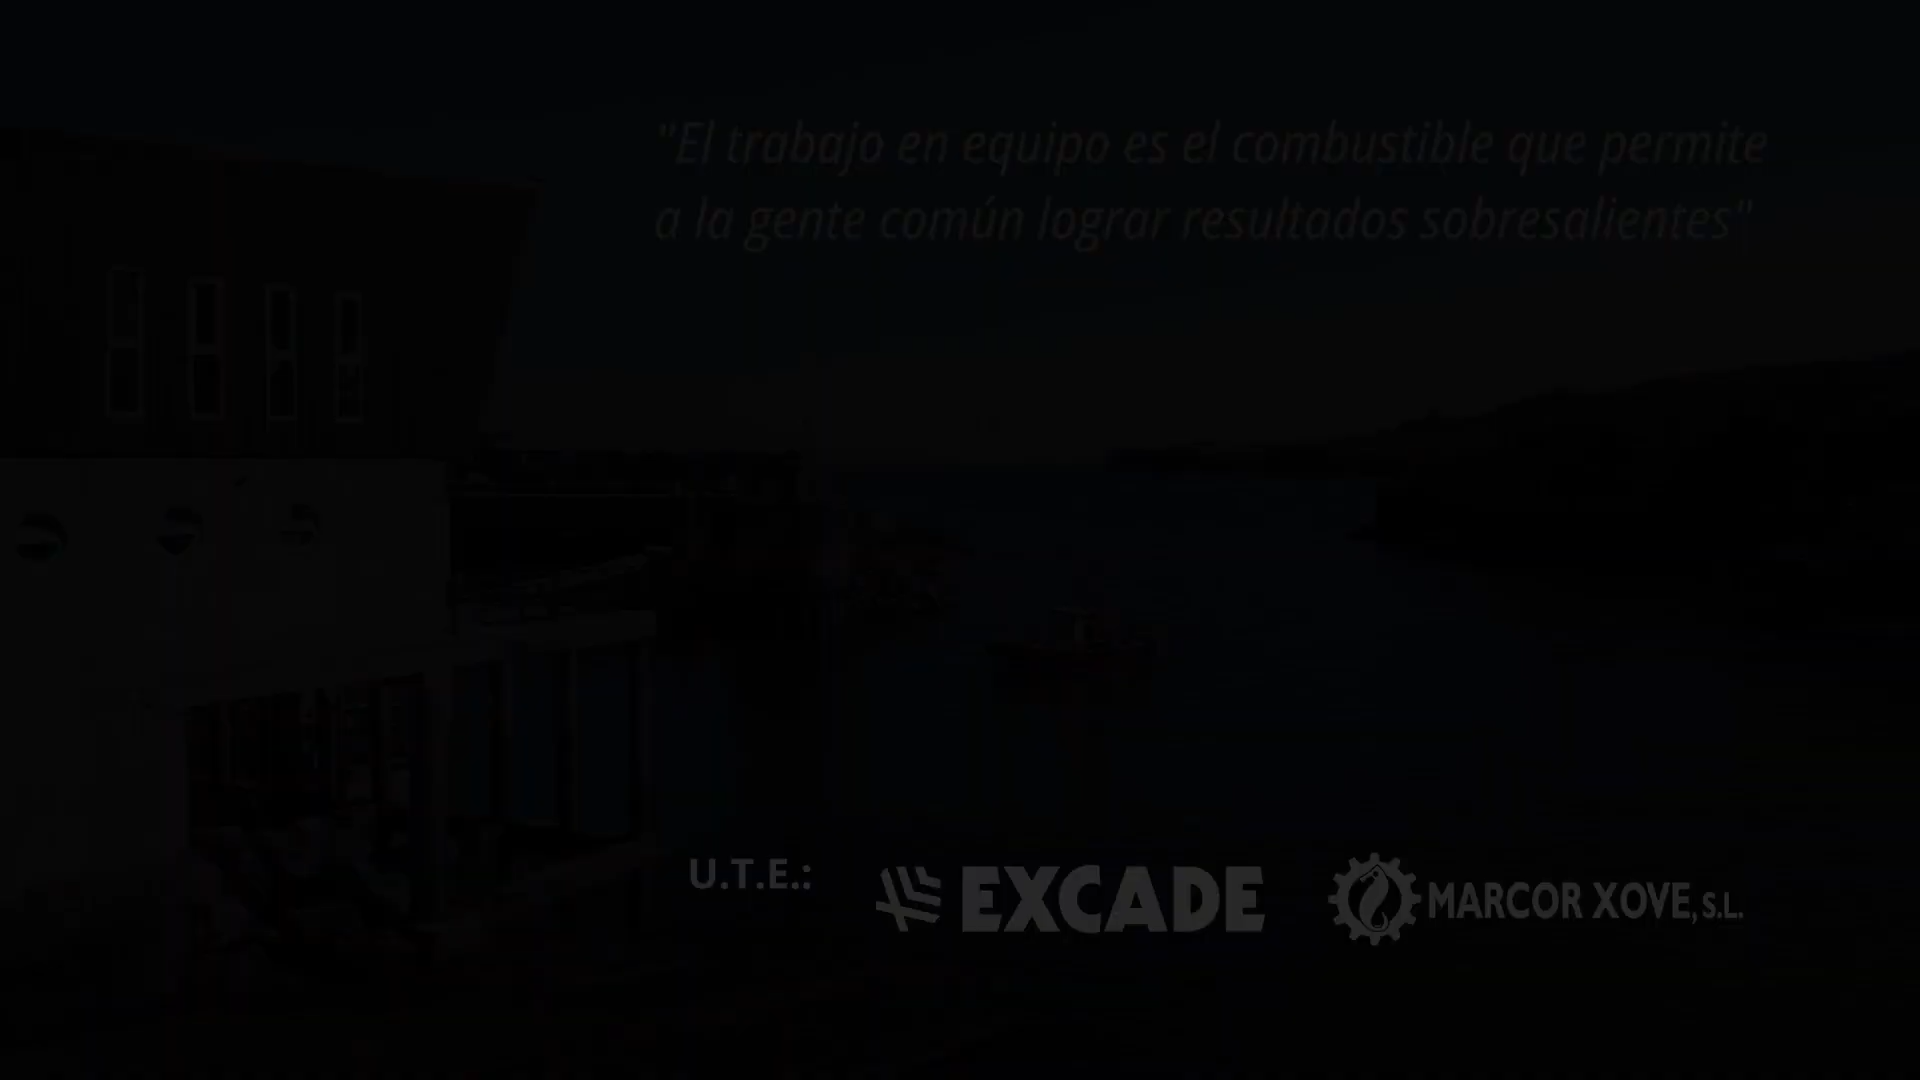 "El trabajo en equipo es el combustible que permite
a la gente común lograr resultados sobresalientes"
U.T.E.: EXCADE MARCOR XOVE, S.L.